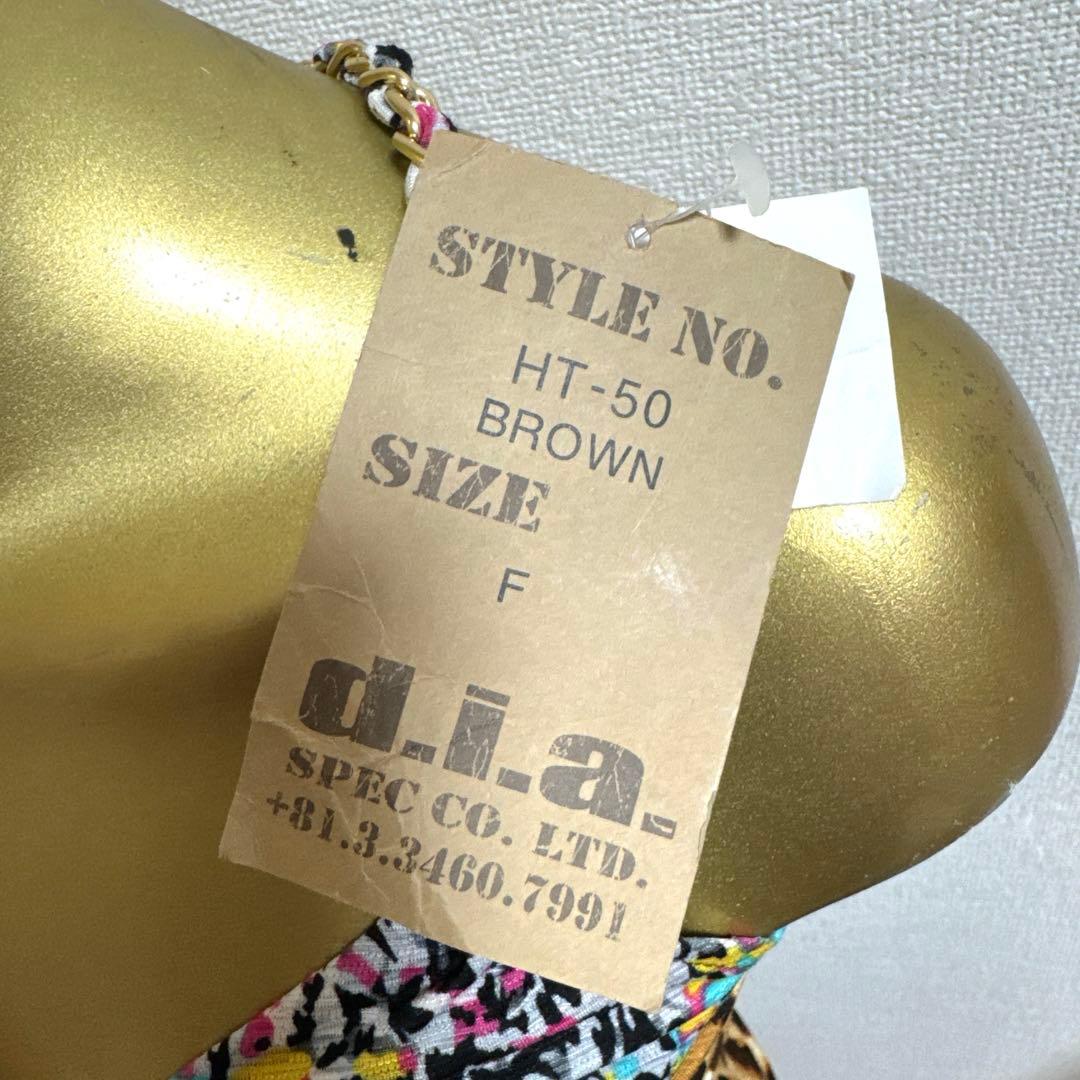 STYLE NO.
HT-50
BROWN
SIZE
F
d.i.a.
SPEC CO. LTD.
+81.3.3460.7991